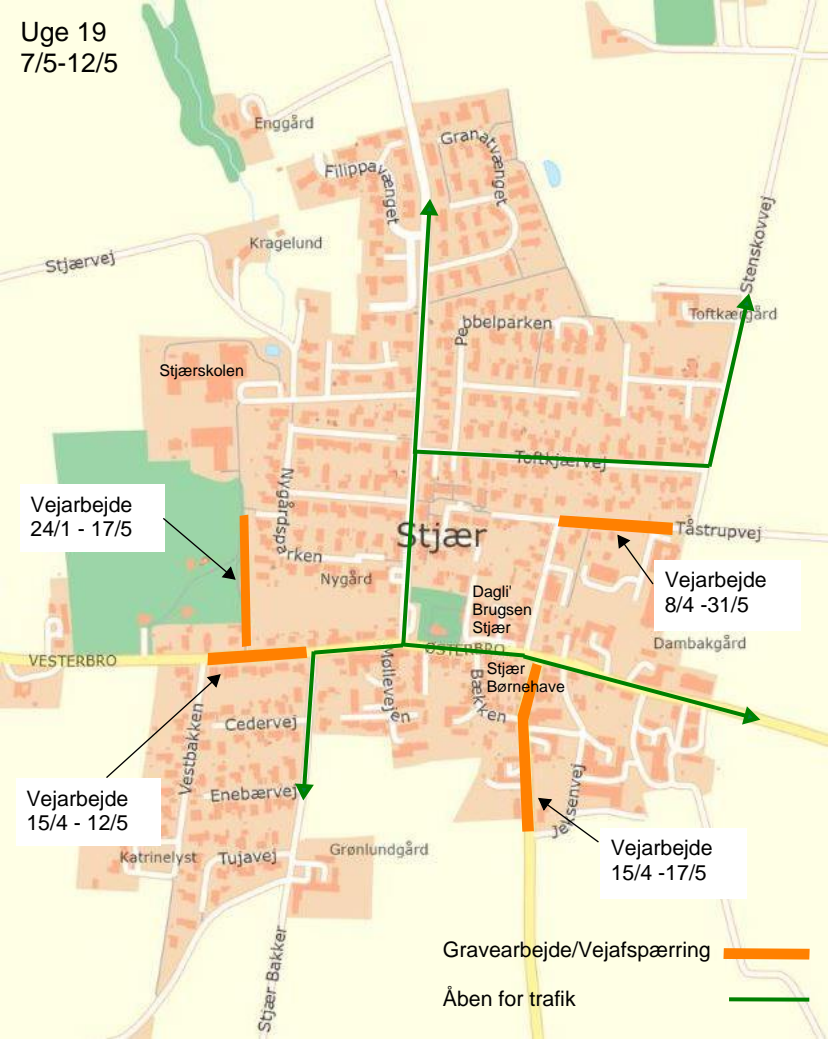 Uge 19
7/5-12/5
Enggård
Granatvænget
Filippavænget
Kragelund
Stjærvej
Stenskovvej
Toftkærgård
Pebbelparken
Stjærskolen
Toftkjærvej
Nygårdsparken
Vejarbejde
24/1 - 17/5
Stjær
Tåstrupvej
Nygård
Vejarbejde
8/4 -31/5
Dagli'
Brugsen
Stjær
Dambakgård
VESTERBRO
ØSTERBRO
Møllevejen
Stjær
Børnehave
Bækken
Vestbakken
Cedervej
Enebærvej
Jeksenvej
Vejarbejde
15/4 - 12/5
Katrinelyst
Tujavej
Grønlundgård
Vejarbejde
15/4 -17/5
Stjær Bakker
Gravearbejde/Vejafspærring
Åben for trafik